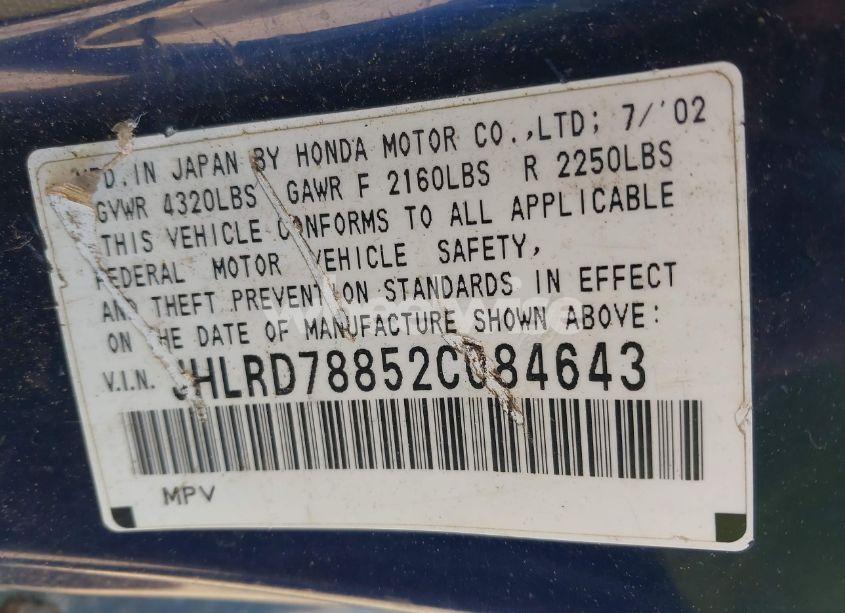 MFD.IN JAPAN BY HONDA MOTOR CO.,LTD; 7/'02
GVWR 4320LBS GAWR F 2160LBS R 2250LBS
THIS VEHICLE CONFORMS TO ALL APPLICABLE
FEDERAL MOTOR VEHICLE SAFETY,
AND THEFT PREVENTION STANDARDS IN EFFECT
ON THE DATE OF MANUFACTURE SHOWN ABOVE:
V.I.N. JHLRD78852C084643
MPV